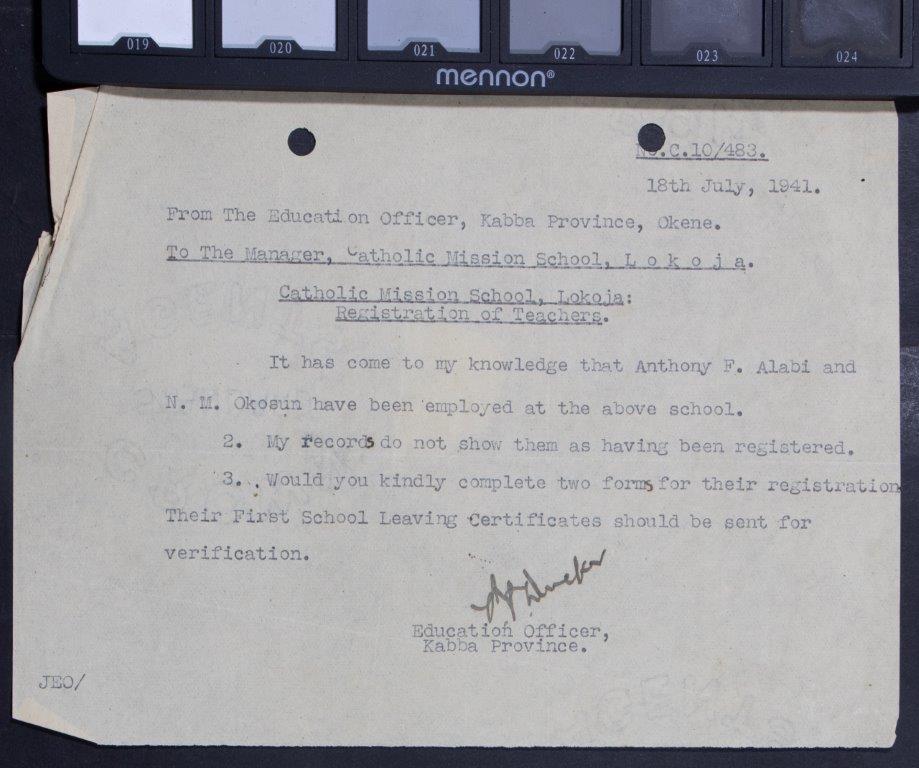 019 020 021 022 023 024
mennon®
No.C.10/483.
18th July, 1941.
From The Education Officer, Kabba Province, Okene.
To The Manager, Catholic Mission School, L o k o j a.
Catholic Mission School, Lokoja:
Registration of Teachers.
It has come to my knowledge that Anthony F. Alabi and
N. M. Okosun have been employed at the above school.
2. My records do not show them as having been registered.
3. Would you kindly complete two forms for their registration
Their First School Leaving Certificates should be sent for
verification.
Education Officer,
Kabba Province.
JEO/